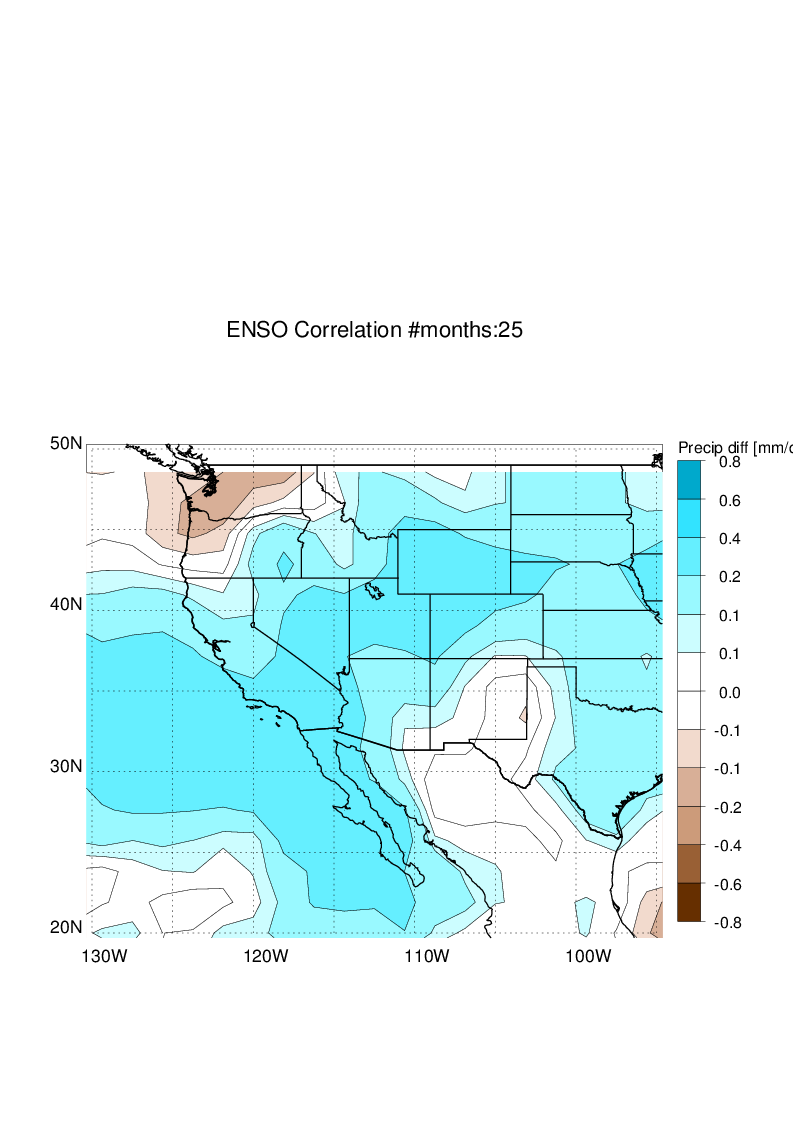 ENSO Correlation #months:25
50N
40N
30N
20N
130W
120W
110W
100W
Precip diff [mm/d
0.8
0.6
0.4
0.2
0.1
0.1
0.0
-0.1
-0.1
-0.2
-0.4
-0.6
-0.8